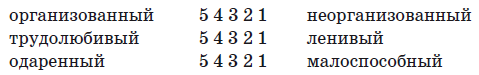 организованный 5 4 3 2 1 неорганизованный
трудолюбивый 5 4 3 2 1 ленивый
одаренный 5 4 3 2 1 малоспособный